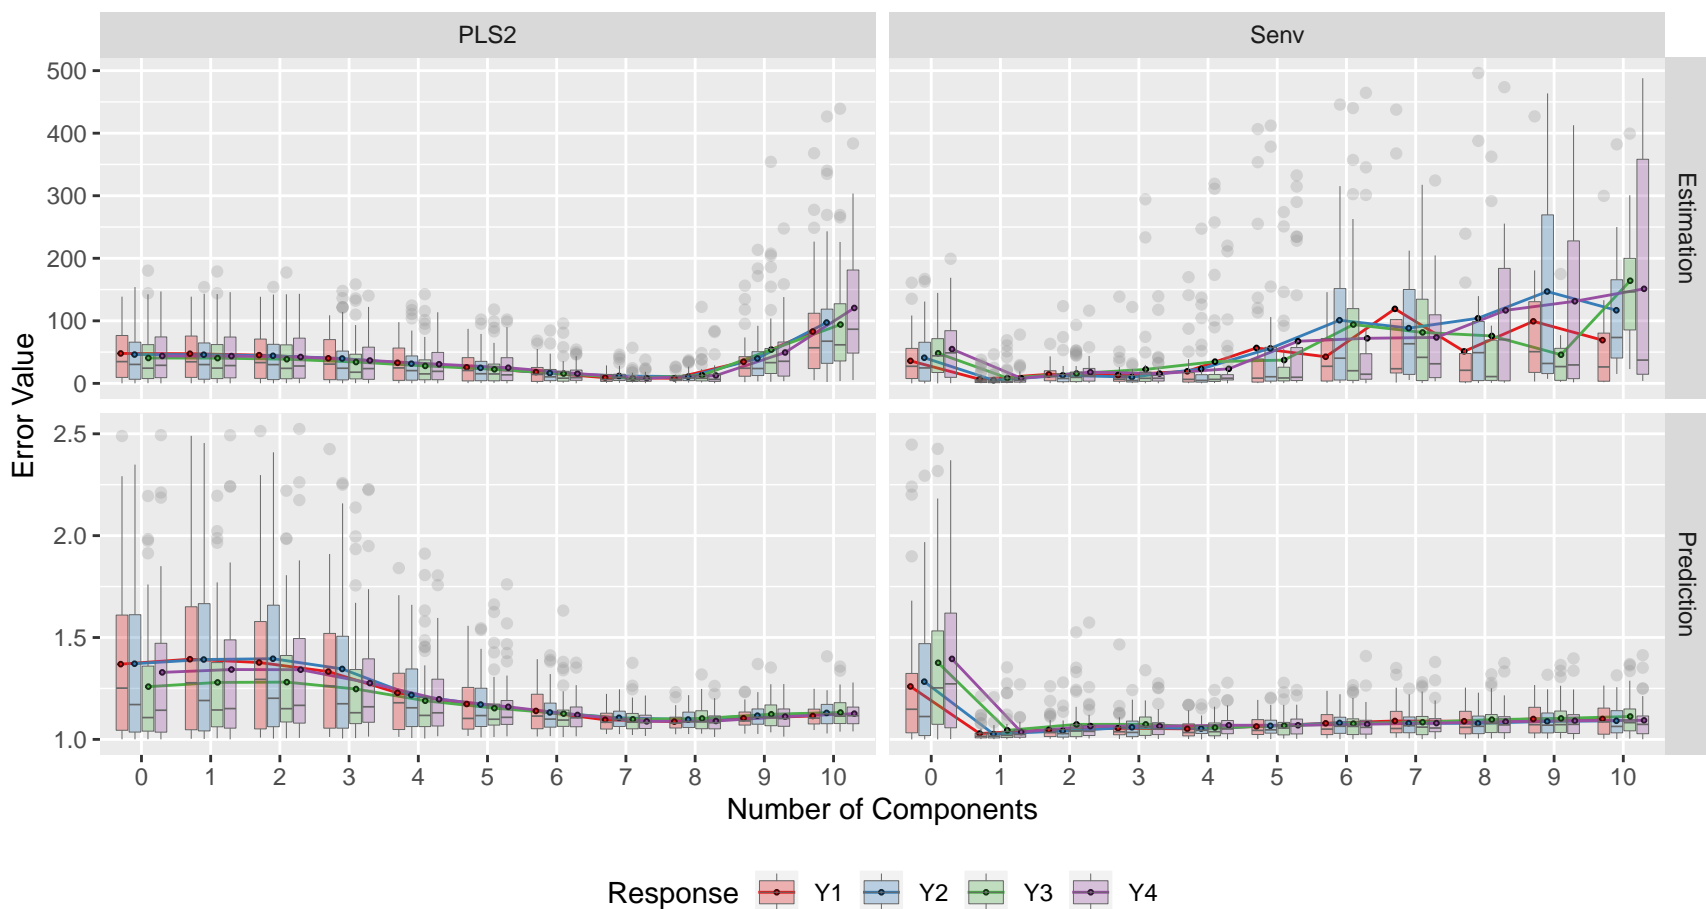 PLS2 Senv
500
400
300
200
100
0
Estimation
Error Value
2.5
2.0
1.5
1.0
Prediction
0 1 2 3 4 5 6 7 8 9 10 0 1 2 3 4 5 6 7 8 9 10
Number of Components
Response Y1 Y2 Y3 Y4